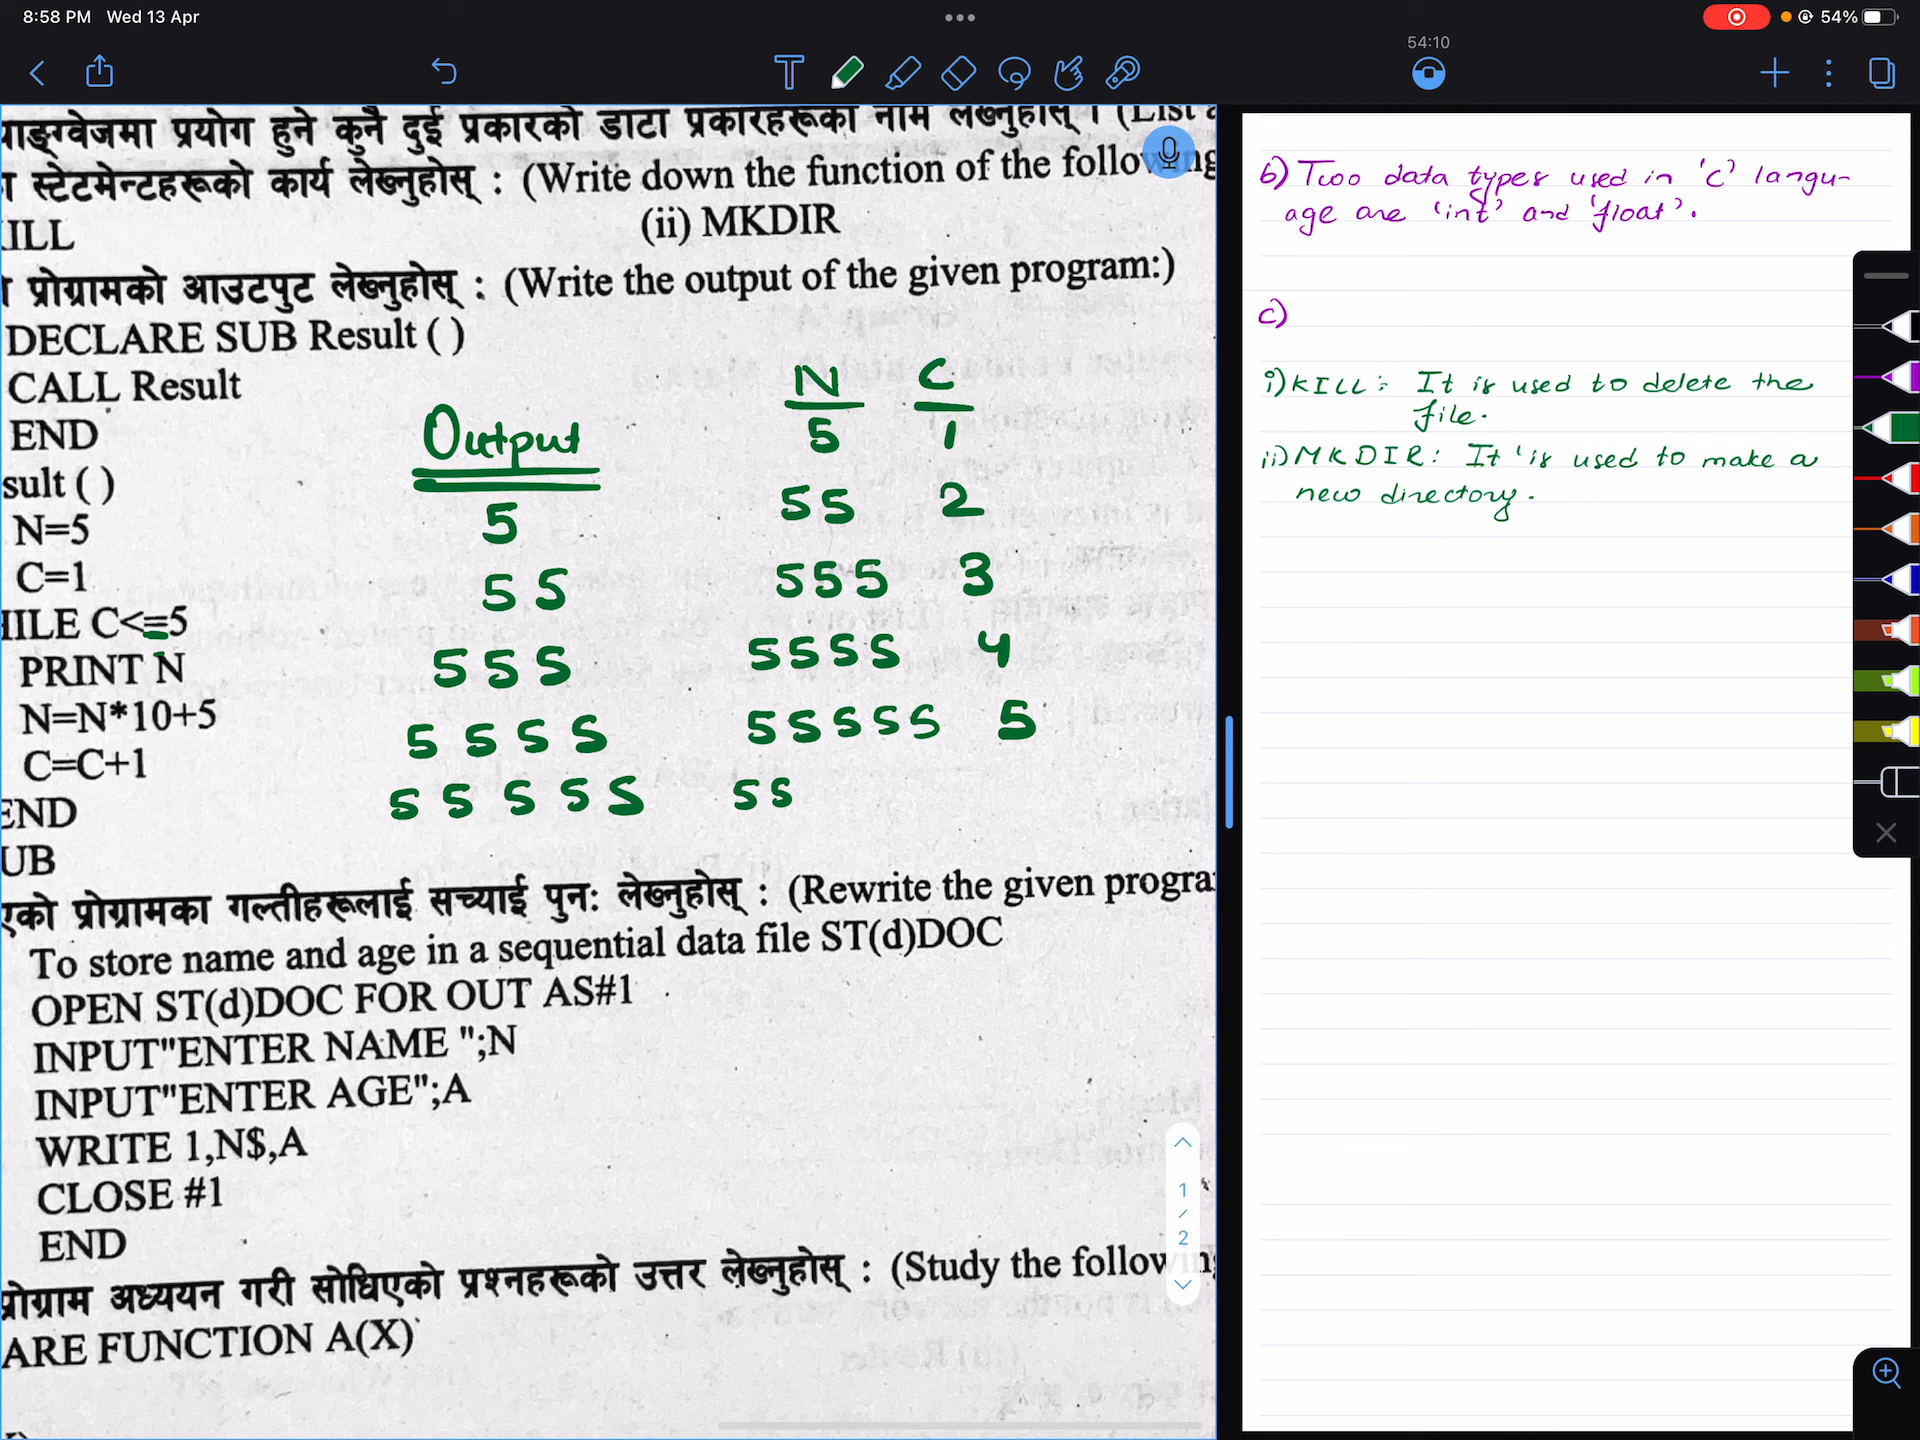 8:58 PM Wed 13 Apr
54%
54:10
प्रयोग हुने कुनै दुई प्रकारको डाटा प्रकारहरूको नाम लेख्नुहोस् । (List
स्टेटमेन्टहरूको कार्य लेख्नुहोस् : (Write down the function of the following
ILL (ii) MKDIR
प्रोग्रामको आउटपुट लेख्नुहोस् : (Write the output of the given program:)
DECLARE SUB Result ( )
CALL Result
END
sult ( )
N=5
C=1
HILE C<=5
PRINT N
N=N*10+5
C=C+1
END
UB
Output
5
5 5
5 5 5
5 5 5 5
5 5 5 5 5
N C
5 1
55 2
555 3
5555 4
55555 5
55
एको प्रोग्रामका गल्तीहरूलाई सच्याई पुन: लेख्नुहोस् : (Rewrite the given progra
To store name and age in a sequential data file ST(d)DOC
OPEN ST(d)DOC FOR OUT AS#1
INPUT"ENTER NAME ";N
INPUT"ENTER AGE";A
WRITE 1,N$,A
CLOSE #1
END
प्रोग्राम अध्ययन गरी सोधिएको प्रश्नहरूको उत्तर लेख्नुहोस् : (Study the following
ARE FUNCTION A(X)
1
/
2
b) Two data types used in 'C' langu-
age are 'int' and 'float'.
c)
i) KILL: It is used to delete the
file.
ii) MKDIR: It is used to make a
new directory.